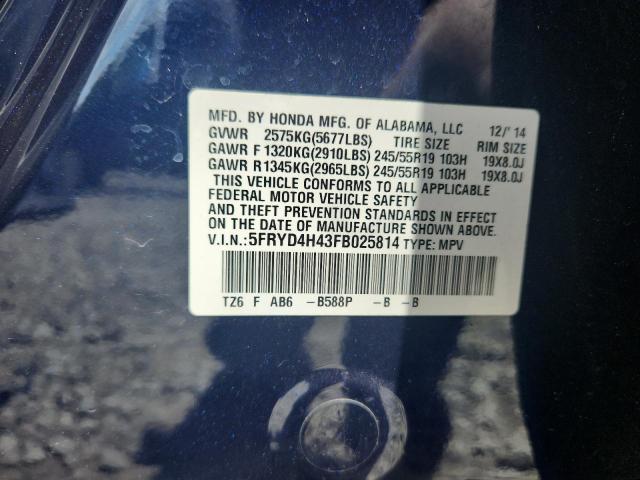 MFD. BY HONDA MFG. OF ALABAMA, LLC 12/'14
GVWR 2575KG(5677LBS) TIRE SIZE RIM SIZE
GAWR F 1320KG(2910LBS) 245/55R19 103H 19X8.0J
GAWR R1345KG(2965LBS) 245/55R19 103H 19X8.0J
THIS VEHICLE CONFORMS TO ALL APPLICABLE
FEDERAL MOTOR VEHICLE SAFETY
AND THEFT PREVENTION STANDARDS IN EFFECT
ON THE DATE OF MANUFACTURE SHOWN ABOVE.
V.I.N.: 5FRYD4H43FB025814 TYPE: MPV
TZ6 F AB6 -B588P -B -B